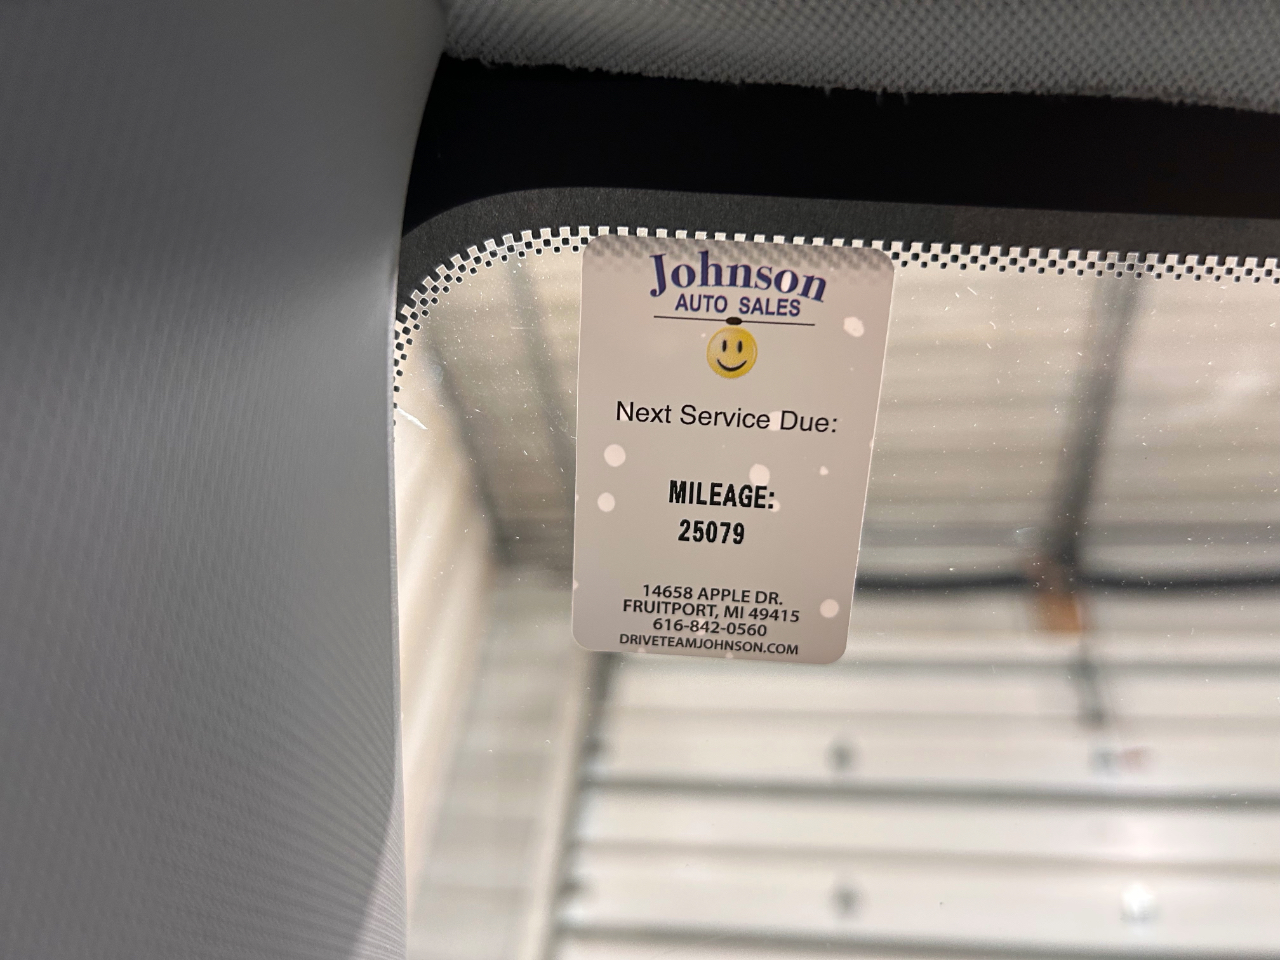 Johnson
AUTO SALES
Next Service Due:
MILEAGE:
25079
14658 APPLE DR.
FRUITPORT, MI 49415
616-842-0560
DRIVETEAMJOHNSON.COM